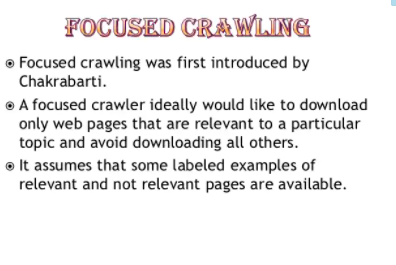 FOCUSED CRAWLING
Focused crawling was first introduced by
Chakrabarti.
A focused crawler ideally would like to download
only web pages that are relevant to a particular
topic and avoid downloading all others.
It assumes that some labeled examples of
relevant and not relevant pages are available.